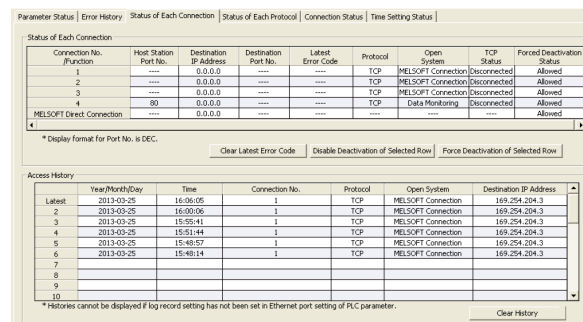 Parameter Status Error History Status of Each Connection Status of Each Protocol Connection Status Time Setting Status
Status of Each Connection
Connection No. /Function Host Station Port No. Destination IP Address Destination Port No. Latest Error Code Protocol Open System TCP Status Forced Deactivation Status
1 ---- 0.0.0.0 ---- ---- TCP MELSOFT Connection Disconnected Allowed
2 ---- 0.0.0.0 ---- ---- TCP MELSOFT Connection Disconnected Allowed
3 ---- 0.0.0.0 ---- ---- TCP MELSOFT Connection Disconnected Allowed
4 80 0.0.0.0 ---- ---- TCP Data Monitoring Disconnected Allowed
MELSOFT Direct Connection ---- 0.0.0.0 ---- ---- ---- ---- ---- Allowed
* Display format for Port No. is DEC.
Clear Latest Error Code Disable Deactivation of Selected Row Force Deactivation of Selected Row
Access History
Year/Month/Day Time Connection No. Protocol Open System Destination IP Address
Latest 2013-03-25 16:06:05 1 TCP MELSOFT Connection 169.254.204.3
2 2013-03-25 16:00:06 1 TCP MELSOFT Connection 169.254.204.3
3 2013-03-25 15:55:41 1 TCP MELSOFT Connection 169.254.204.3
4 2013-03-25 15:51:44 1 TCP MELSOFT Connection 169.254.204.3
5 2013-03-25 15:48:57 1 TCP MELSOFT Connection 169.254.204.3
6 2013-03-25 15:48:14 1 TCP MELSOFT Connection 169.254.204.3
7
8
9
10
* Histories cannot be displayed if log record setting has not been set in Ethernet port setting of PLC parameter.
Clear History